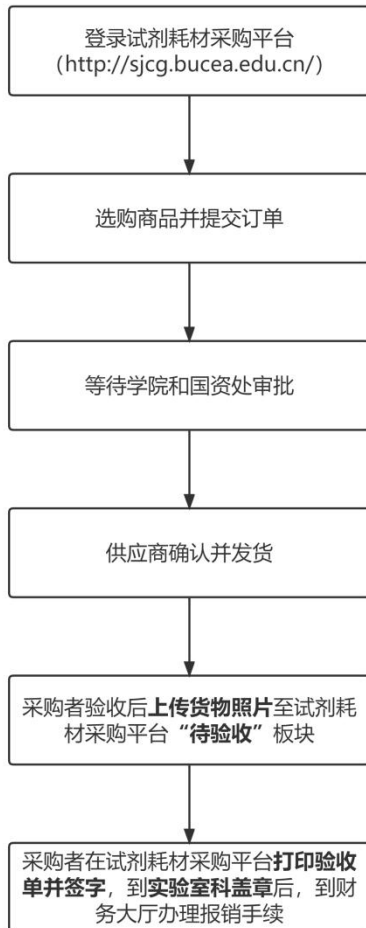 登录试剂耗材采购平台
（http://sjcg.bucea.edu.cn/）
选购商品并提交订单
等待学院和国资处审批
供应商确认并发货
采购者验收后上传货物照片至试剂耗
材采购平台“待验收”板块
采购者在试剂耗材采购平台打印验收
单并签字，到实验室科盖章后，到财
务大厅办理报销手续